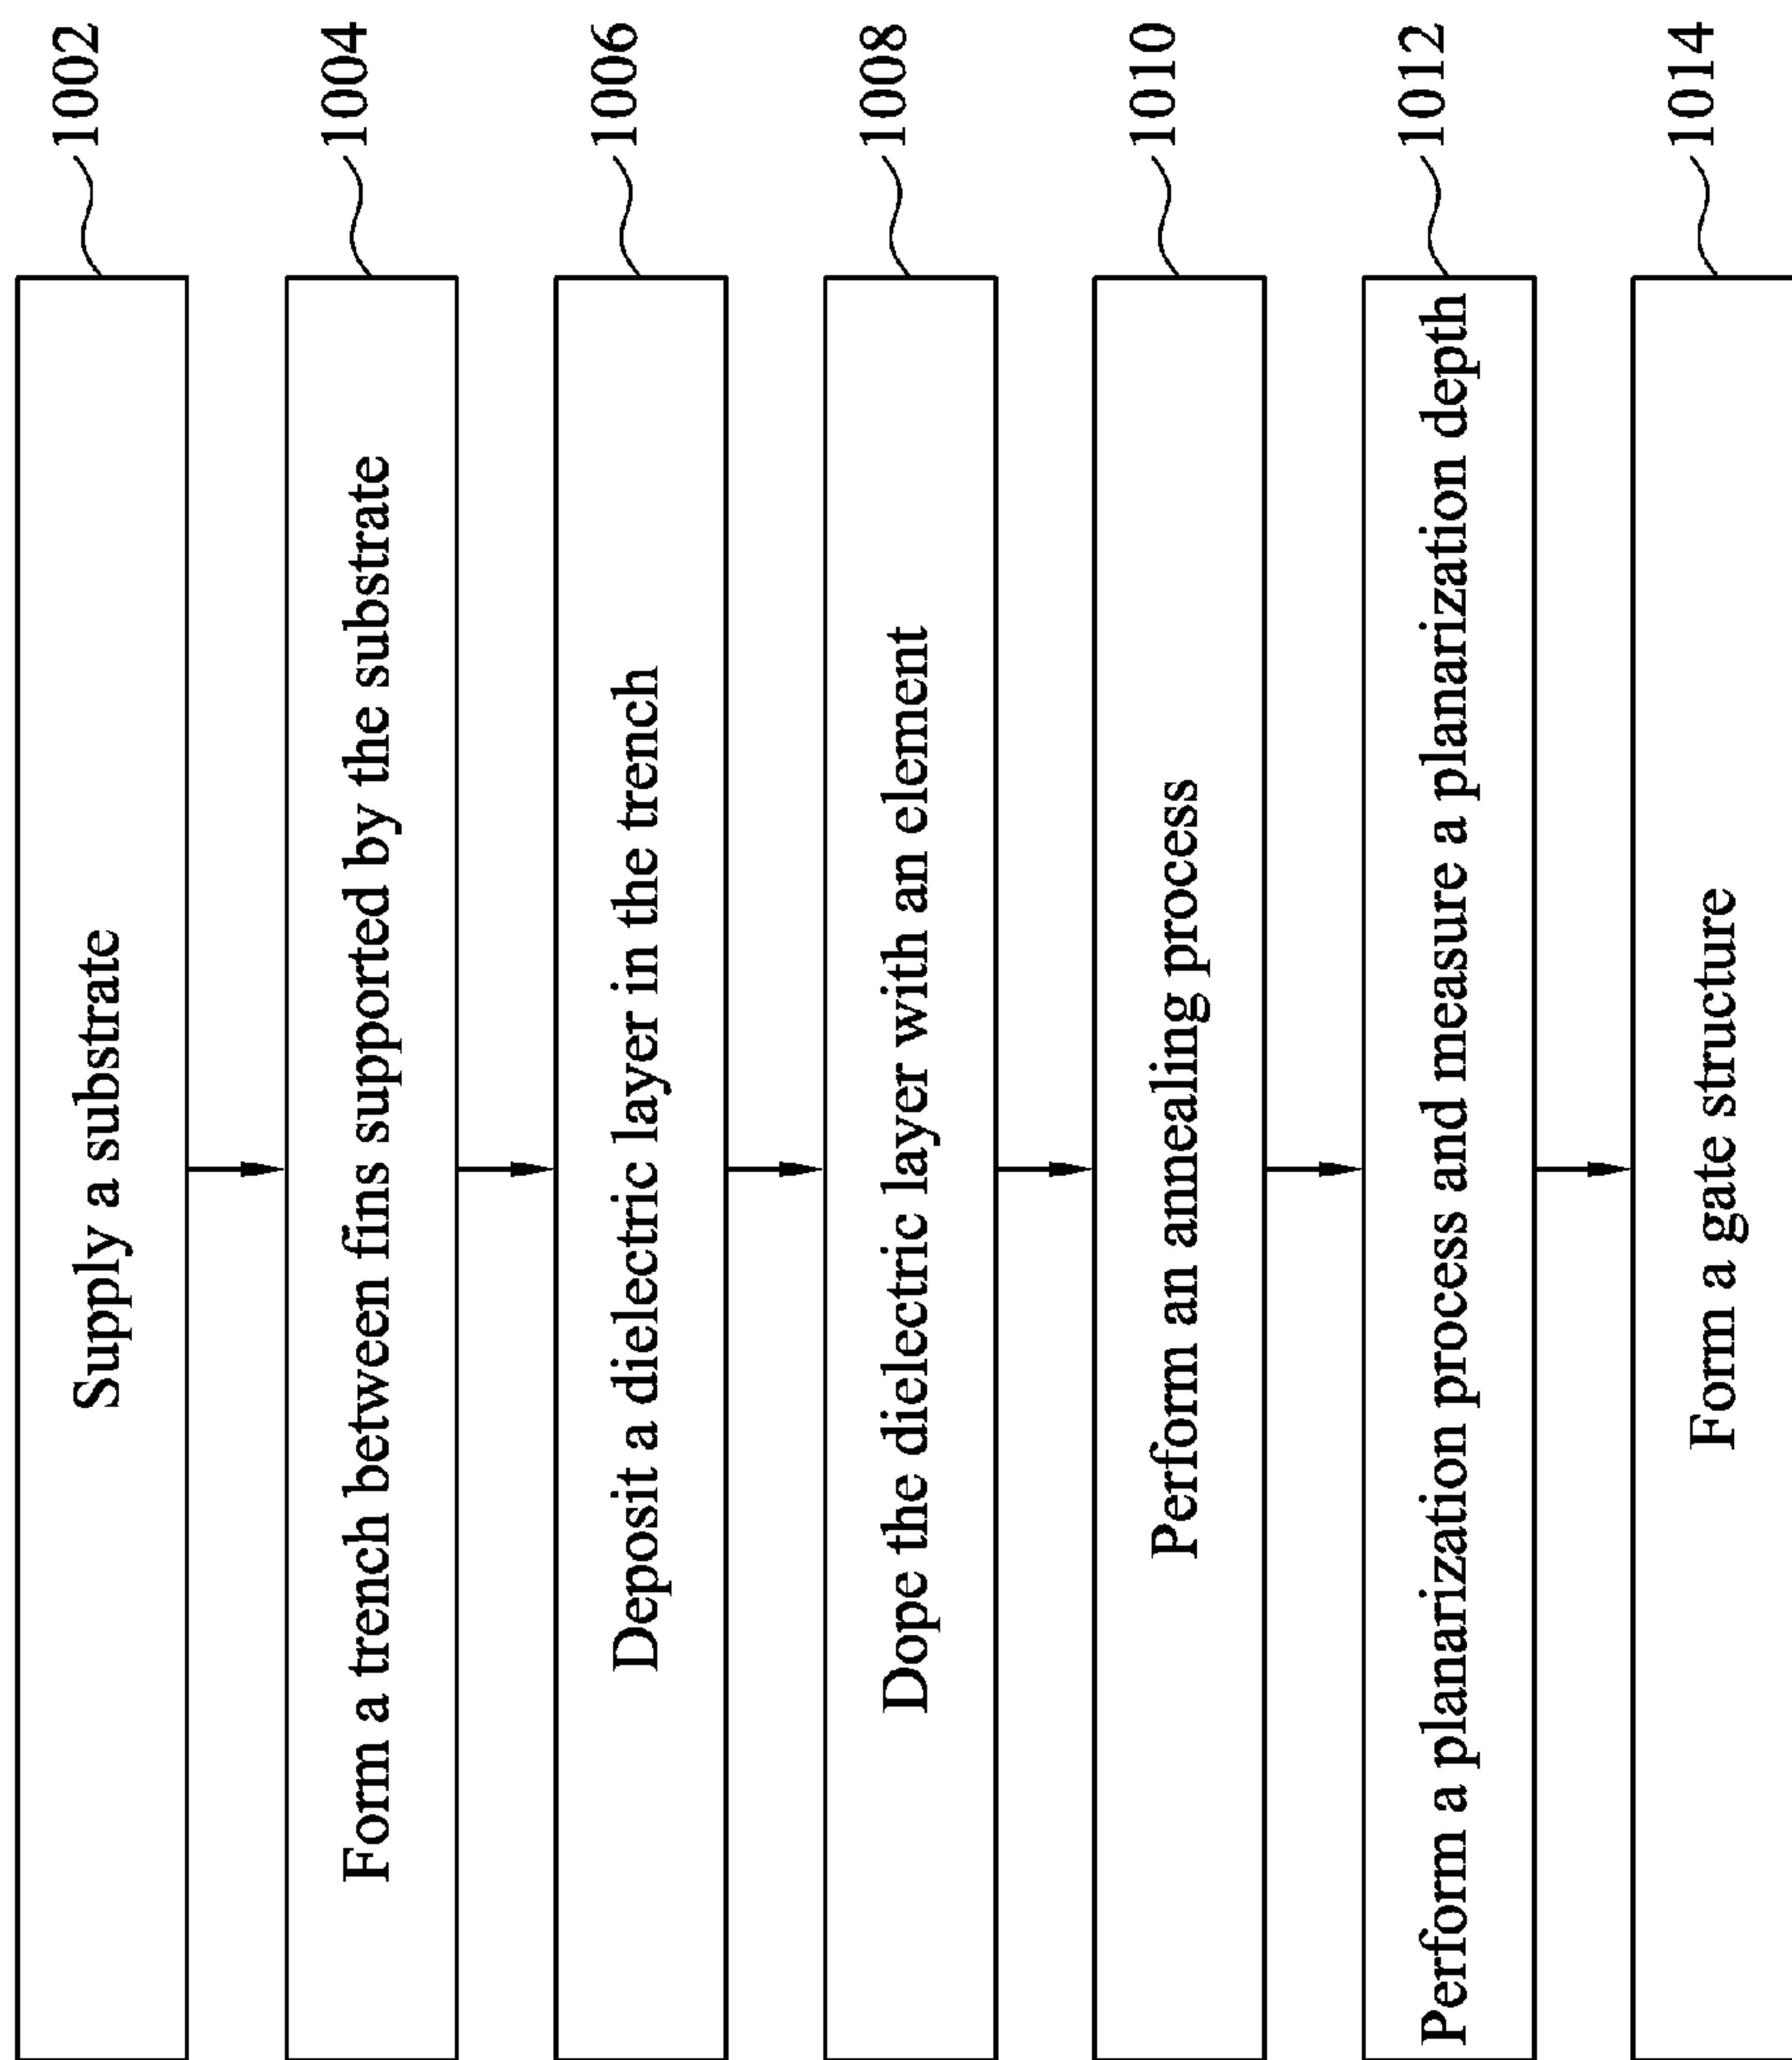 Supply a substrate
1002
Form a trench between fins supported by the substrate
1004
Deposit a dielectric layer in the trench
1006
Dope the dielectric layer with an element
1008
Perform an annealing process
1010
Perform a planarization process and measure a planarization depth
1012
Form a gate structure
1014